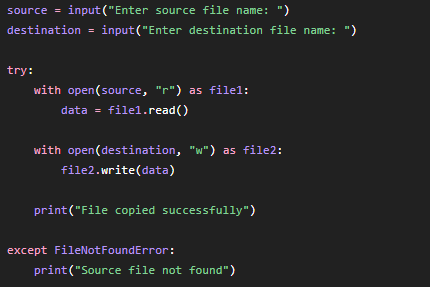 source = input("Enter source file name: ")
destination = input("Enter destination file name: ")

try:
    with open(source, "r") as file1:
        data = file1.read()

    with open(destination, "w") as file2:
        file2.write(data)

    print("File copied successfully")

except FileNotFoundError:
    print("Source file not found")